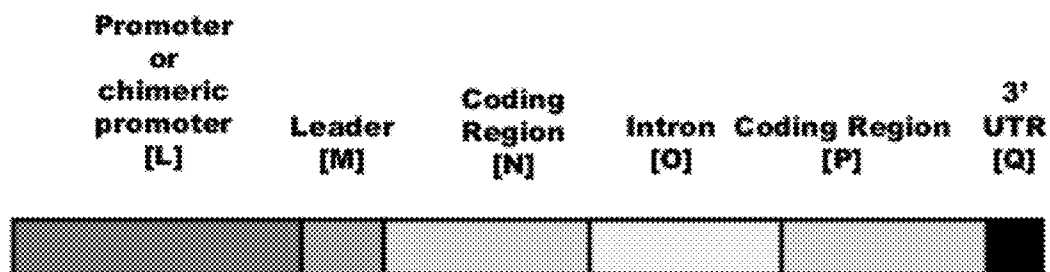 Promoter
or
chimeric
promoter
[L]
Leader
[M]
Coding
Region
[N]
Intron
[O]
Coding Region
[P]
3'
UTR
[Q]